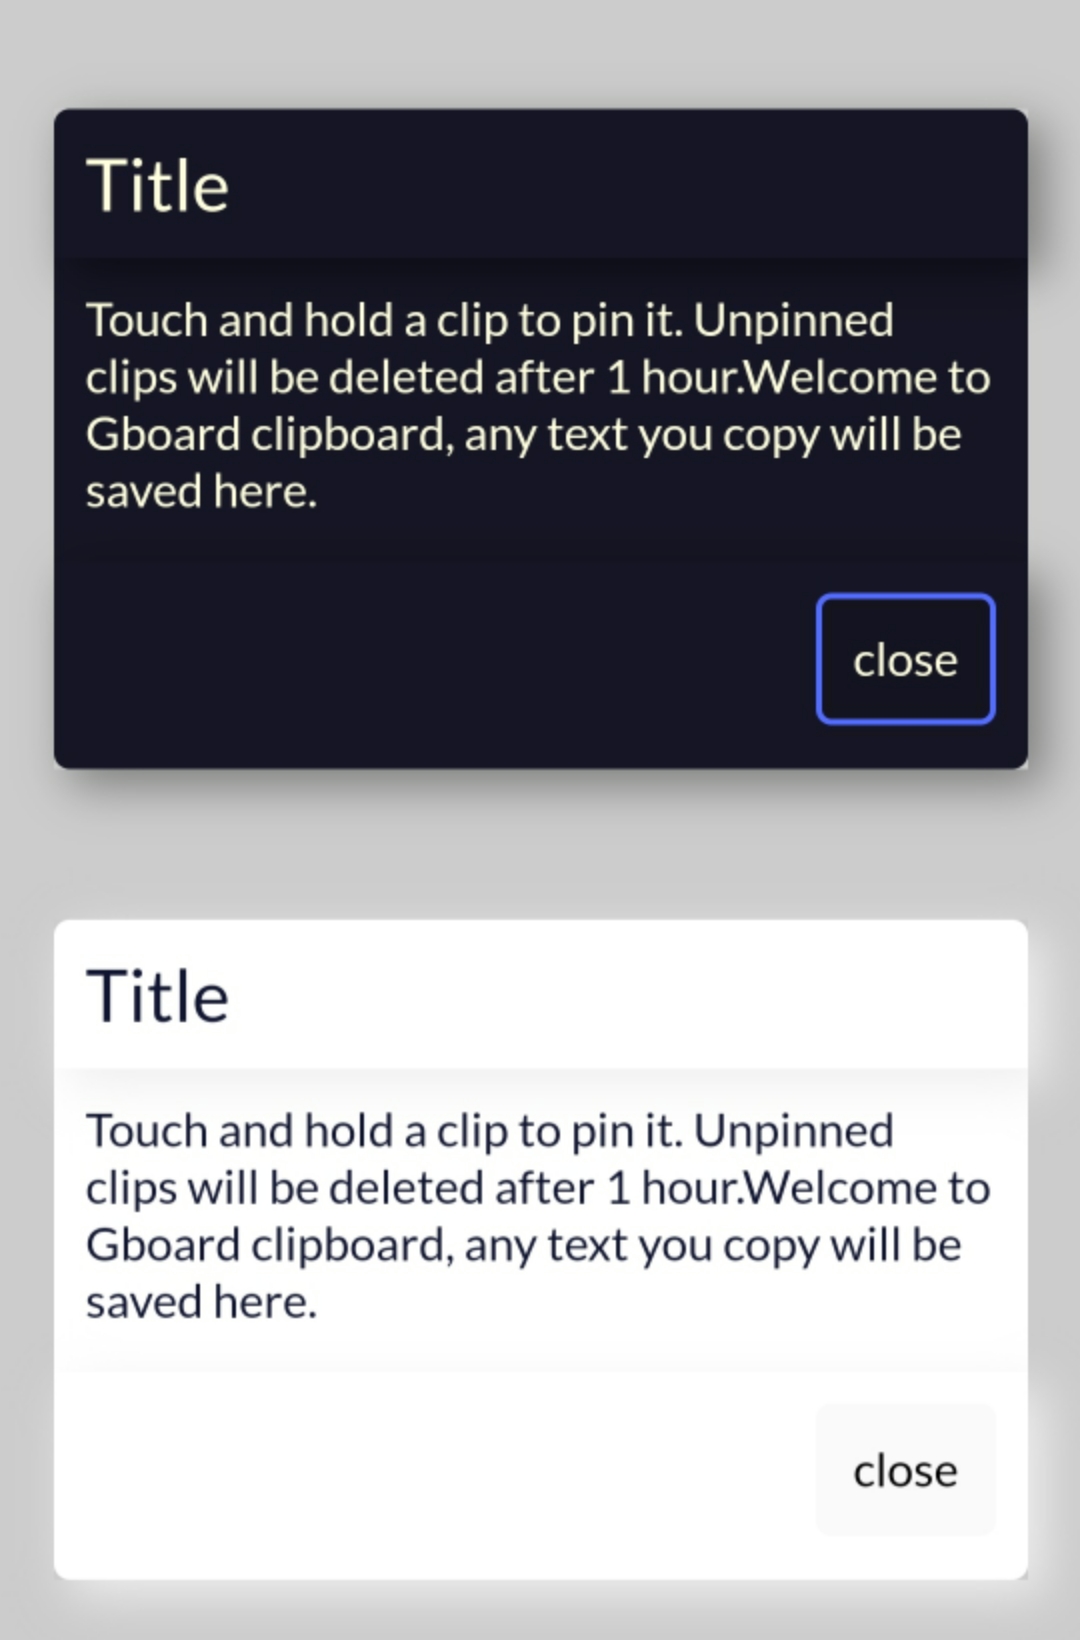 Title
Touch and hold a clip to pin it. Unpinned
clips will be deleted after 1 hour.Welcome to
Gboard clipboard, any text you copy will be
saved here.
close
Title
Touch and hold a clip to pin it. Unpinned
clips will be deleted after 1 hour.Welcome to
Gboard clipboard, any text you copy will be
saved here.
close